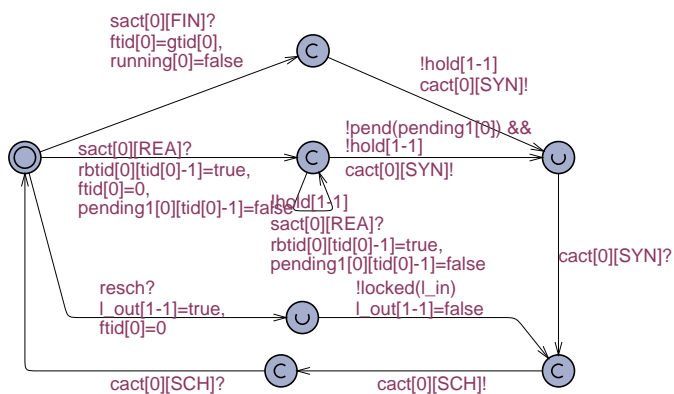 sact[0][FIN]?
ftid[0]=gtid[0],
running[0]=false
C
!hold[1-1]
cact[0][SYN]!
sact[0][REA]?
rbtid[0][tid[0]-1]=true,
ftid[0]=0,
pending1[0][tid[0]-1]=false
C
!pend(pending1[0]) &&
!hold[1-1]
cact[0][SYN]!
!hold[1-1]
sact[0][REA]?
rbtid[0][tid[0]-1]=true,
pending1[0][tid[0]-1]=false
cact[0][SYN]?
resch?
l_out[1-1]=true,
ftid[0]=0
!locked(l_in)
l_out[1-1]=false
cact[0][SCH]?
C
cact[0][SCH]!
C